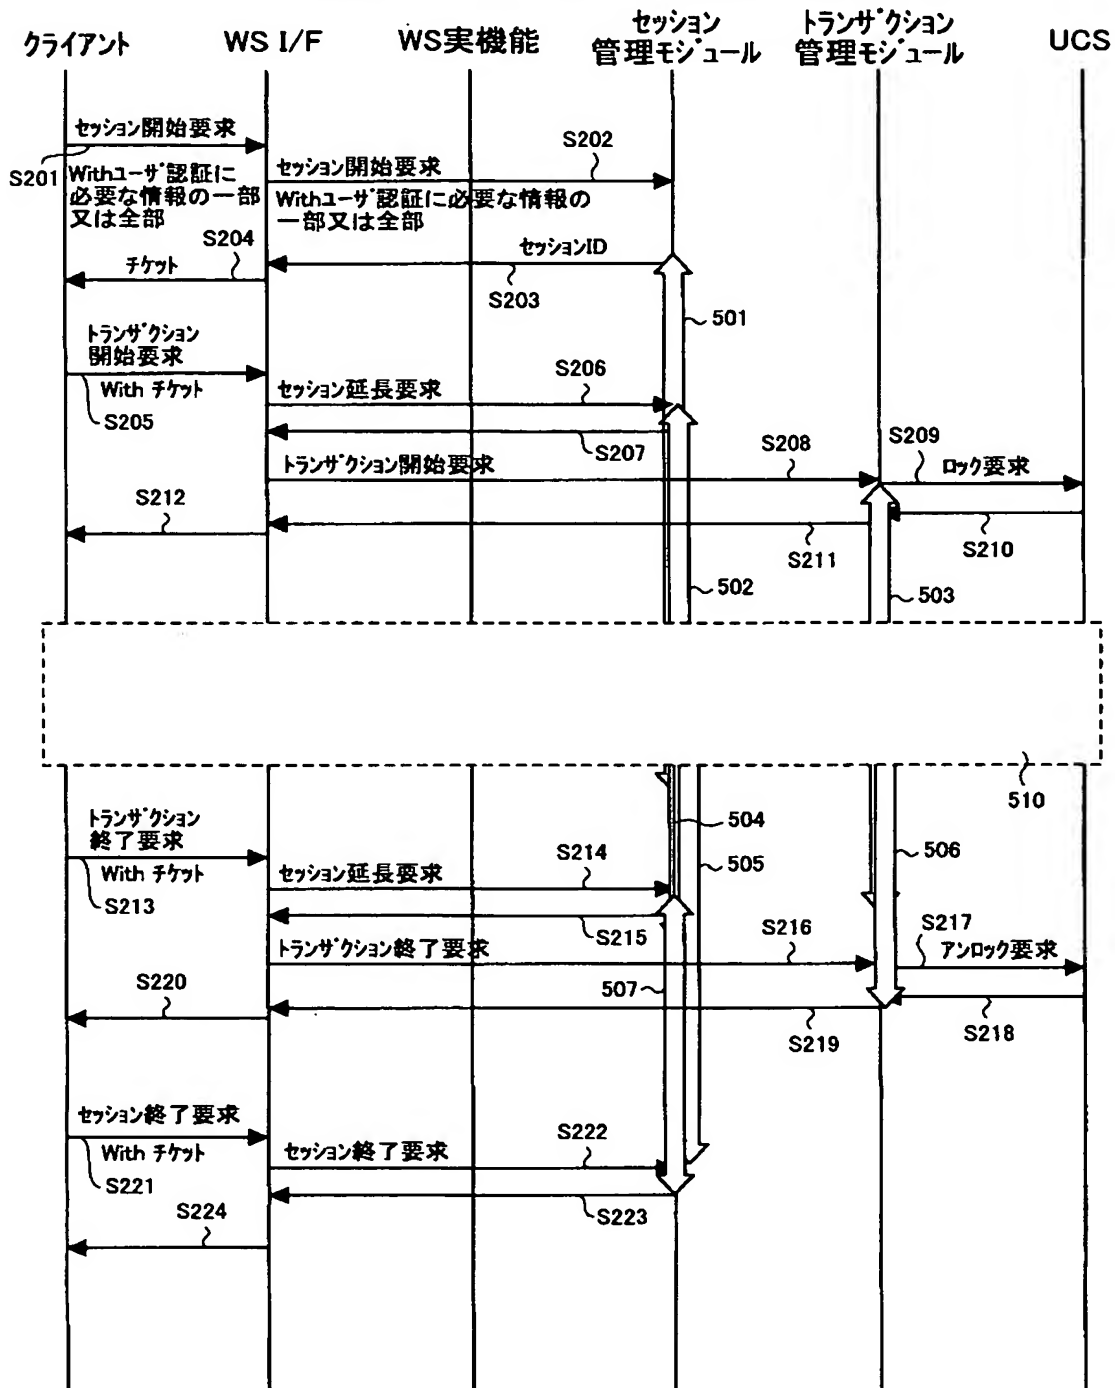 クライアント
WS I/F
WS実機能
セッション
管理モジュール
トランザクション
管理モジュール
UCS
セッション開始要求
S201
Withユーザ認証に
必要な情報の一部
又は全部
S202
セッション開始要求
Withユーザ認証に必要な情報の
一部又は全部
S204
チケット
セッションID
S203
501
トランザクション
開始要求
With チケット
S205
S206
セッション延長要求
S207
S208
トランザクション開始要求
S209
ロック要求
S212
S211
S210
502
503
510
トランザクション
終了要求
With チケット
S213
504
S214
セッション延長要求
505
506
S215
S216
トランザクション終了要求
S217
アンロック要求
S220
507
S219
S218
セッション終了要求
With チケット
S221
S222
セッション終了要求
S223
S224